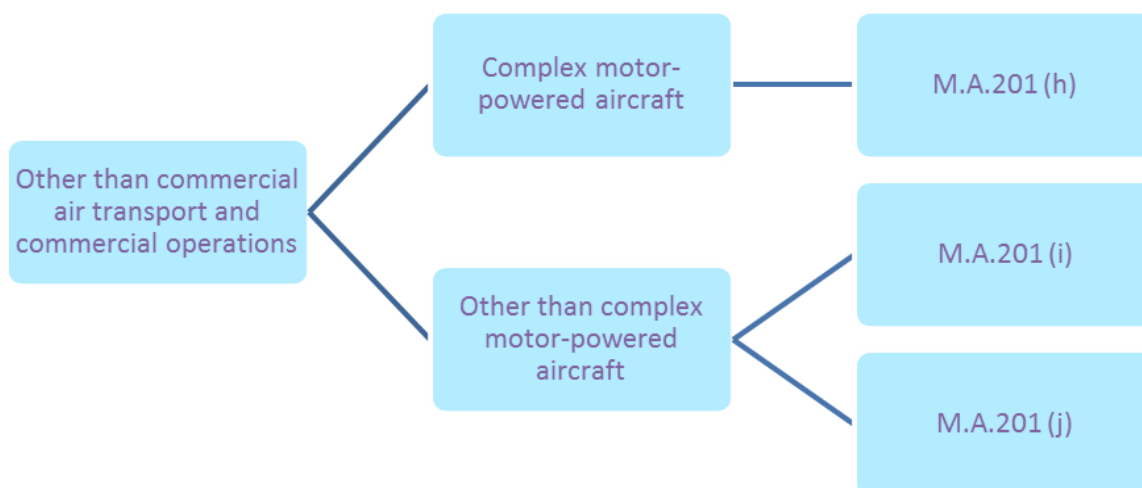 Other than commercial
air transport and
commercial operations
Complex motor-
powered aircraft
M.A.201 (h)
Other than complex
motor-powered
aircraft
M.A.201 (i)
M.A.201 (j)